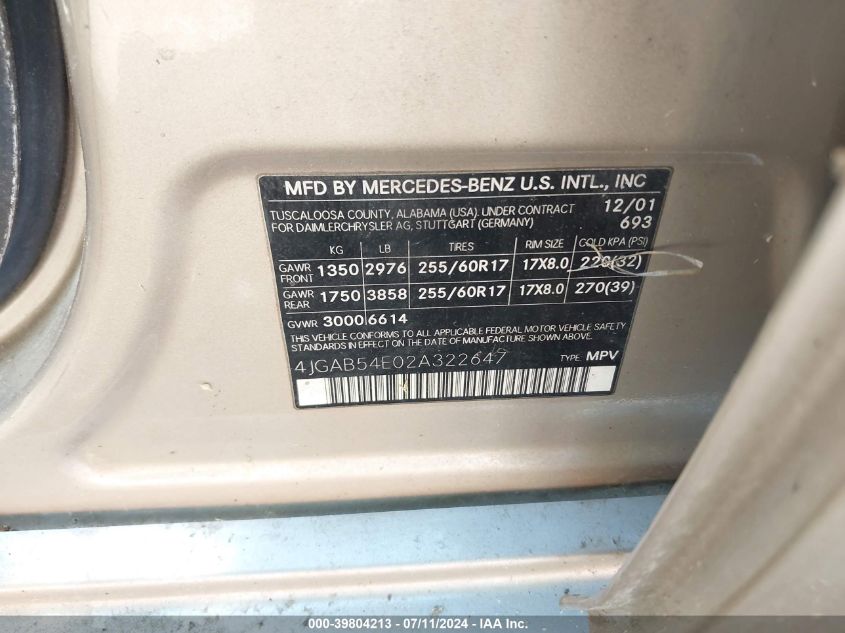 MFD BY MERCEDES-BENZ U.S. INTL., INC
TUSCALOOSA COUNTY, ALABAMA (USA). UNDER CONTRACT 12/01
FOR DAIMLERCHRYSLER AG, STUTTGART (GERMANY) 693
KG LB TIRES RIM SIZE COLD KPA (PSI)
GAWR FRONT 1350 2976 255/60R17 17X8.0 220(32)
GAWR REAR 1750 3858 255/60R17 17X8.0 270(39)
GVWR 3000 6614
THIS VEHICLE CONFORMS TO ALL APPLICABLE FEDERAL MOTOR VEHICLE SAFETY
STANDARDS IN EFFECT ON THE DATE OF MANUFACTURE SHOWN ABOVE.
4JGAB54E02A322647 TYPE: MPV
000-39804213 - 07/11/2024 - IAA Inc.